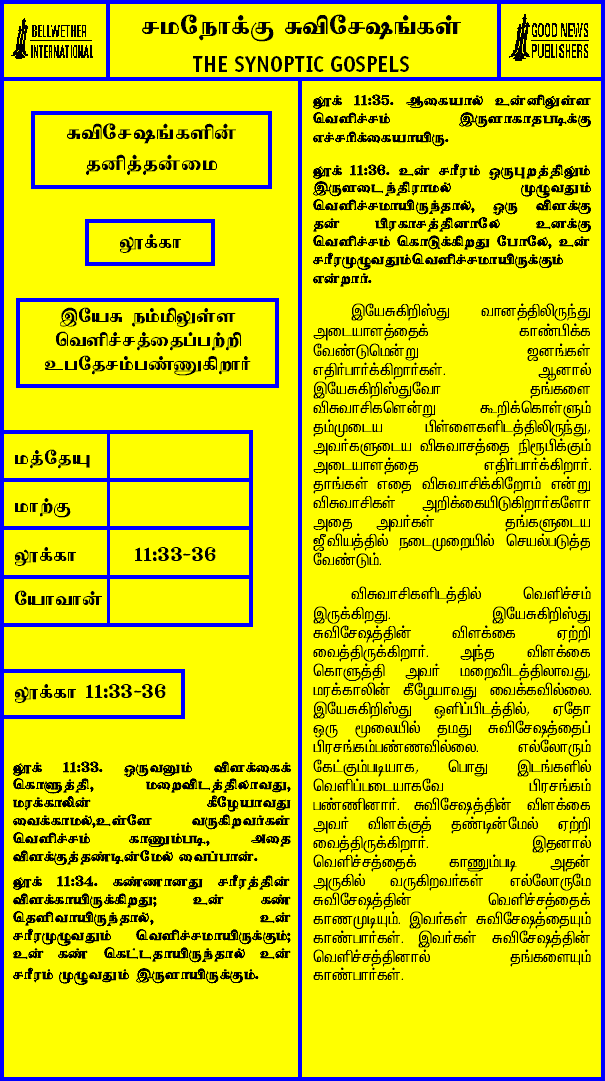 BELLWETHER
INTERNATIONAL
சமநோக்கு சுவிசேஷங்கள்
THE SYNOPTIC GOSPELS
GOOD NEWS
PUBLISHERS
சுவிசேஷங்களின்
தனித்தன்மை
லூக்கா
இயேசு நம்மிலுள்ள
வெளிச்சத்தைப்பற்றி
உபதேசம்பண்ணுகிறார்
மத்தேயு
மாற்கு
லூக்கா 11:33-36
யோவான்
லூக்கா 11:33-36
லூக் 11:33. ஒருவனும் விளக்கைக்
கொளுத்தி, மறைவிடத்திலாவது,
மரக்காலின் கீழேயாவது
வைக்காமல்,உள்ளே வருகிறவர்கள்
வெளிச்சம் காணும்படி, அதை
விளக்குத்தண்டின்மேல் வைப்பான்.
லூக் 11:34. கண்ணானது சரீரத்தின்
விளக்காயிருக்கிறது; உன் கண்
தெளிவாயிருந்தால், உன்
சரீரமுழுவதும் வெளிச்சமாயிருக்கும்;
உன் கண் கெட்டதாயிருந்தால் உன்
சரீரம் முழுவதும் இருளாயிருக்கும்.
லூக் 11:35. ஆகையால் உன்னிலுள்ள
வெளிச்சம் இருளாகாதபடிக்கு
எச்சரிக்கையாயிரு.
லூக் 11:36. உன் சரீரம் ஒருபுறத்திலும்
இருளடைந்திராமல் முழுவதும்
வெளிச்சமாயிருந்தால், ஒரு விளக்கு
தன் பிரகாசத்தினாலே உனக்கு
வெளிச்சம் கொடுக்கிறது போலே, உன்
சரீரமுழுவதும்வெளிச்சமாயிருக்கும்
என்றார்.
இயேசுகிறிஸ்து வானத்திலிருந்து
அடையாளத்தைக் காண்பிக்க
வேண்டுமென்று ஜனங்கள்
எதிர்பார்க்கிறார்கள். ஆனால்
இயேசுகிறிஸ்துவோ தங்களை
விசுவாசிகளென்று கூறிக்கொள்ளும்
தம்முடைய பிள்ளைகளிடத்திலிருந்து,
அவர்களுடைய விசுவாசத்தை நிரூபிக்கும்
அடையாளத்தை எதிர்பார்க்கிறார்.
தாங்கள் எதை விசுவாசிக்கிறோம் என்று
விசுவாசிகள் அறிக்கையிடுகிறார்களோ
அதை அவர்கள் தங்களுடைய
ஜீவியத்தில் நடைமுறையில் செயல்படுத்த
வேண்டும்.
விசுவாசிகளிடத்தில் வெளிச்சம்
இருக்கிறது. இயேசுகிறிஸ்து
சுவிசேஷத்தின் விளக்கை ஏற்றி
வைத்திருக்கிறார். அந்த விளக்கை
கொளுத்தி அவர் மறைவிடத்திலாவது,
மரக்காலின் கீழேயாவது வைக்கவில்லை.
இயேசுகிறிஸ்து ஒளிப்பிடத்தில், ஏதோ
ஒரு மூலையில் தமது சுவிசேஷத்தைப்
பிரசங்கம்பண்ணவில்லை. எல்லோரும்
கேட்கும்படியாக, பொது இடங்களில்
வெளிப்படையாகவே பிரசங்கம்
பண்ணினார். சுவிசேஷத்தின் விளக்கை
அவர் விளக்குத் தண்டின்மேல் ஏற்றி
வைத்திருக்கிறார். இதனால்
வெளிச்சத்தைக் காணும்படி அதன்
அருகில் வருகிறவர்கள் எல்லோருமே
சுவிசேஷத்தின் வெளிச்சத்தைக்
காணமுடியும். இவர்கள் சுவிசேஷத்தையும்
காண்பார்கள். இவர்கள் சுவிசேஷத்தின்
வெளிச்சத்தினால் தங்களையும்
காண்பார்கள்.